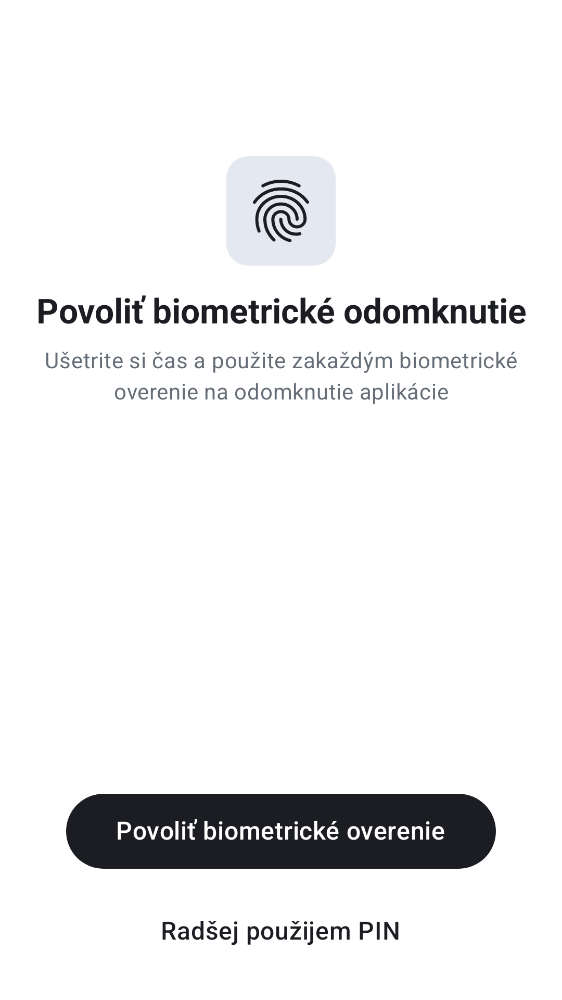 Povoliť biometrické odomknutie
Ušetrite si čas a použite zakaždým biometrické
overenie na odomknutie aplikácie
Povoliť biometrické overenie
Radšej použijem PIN